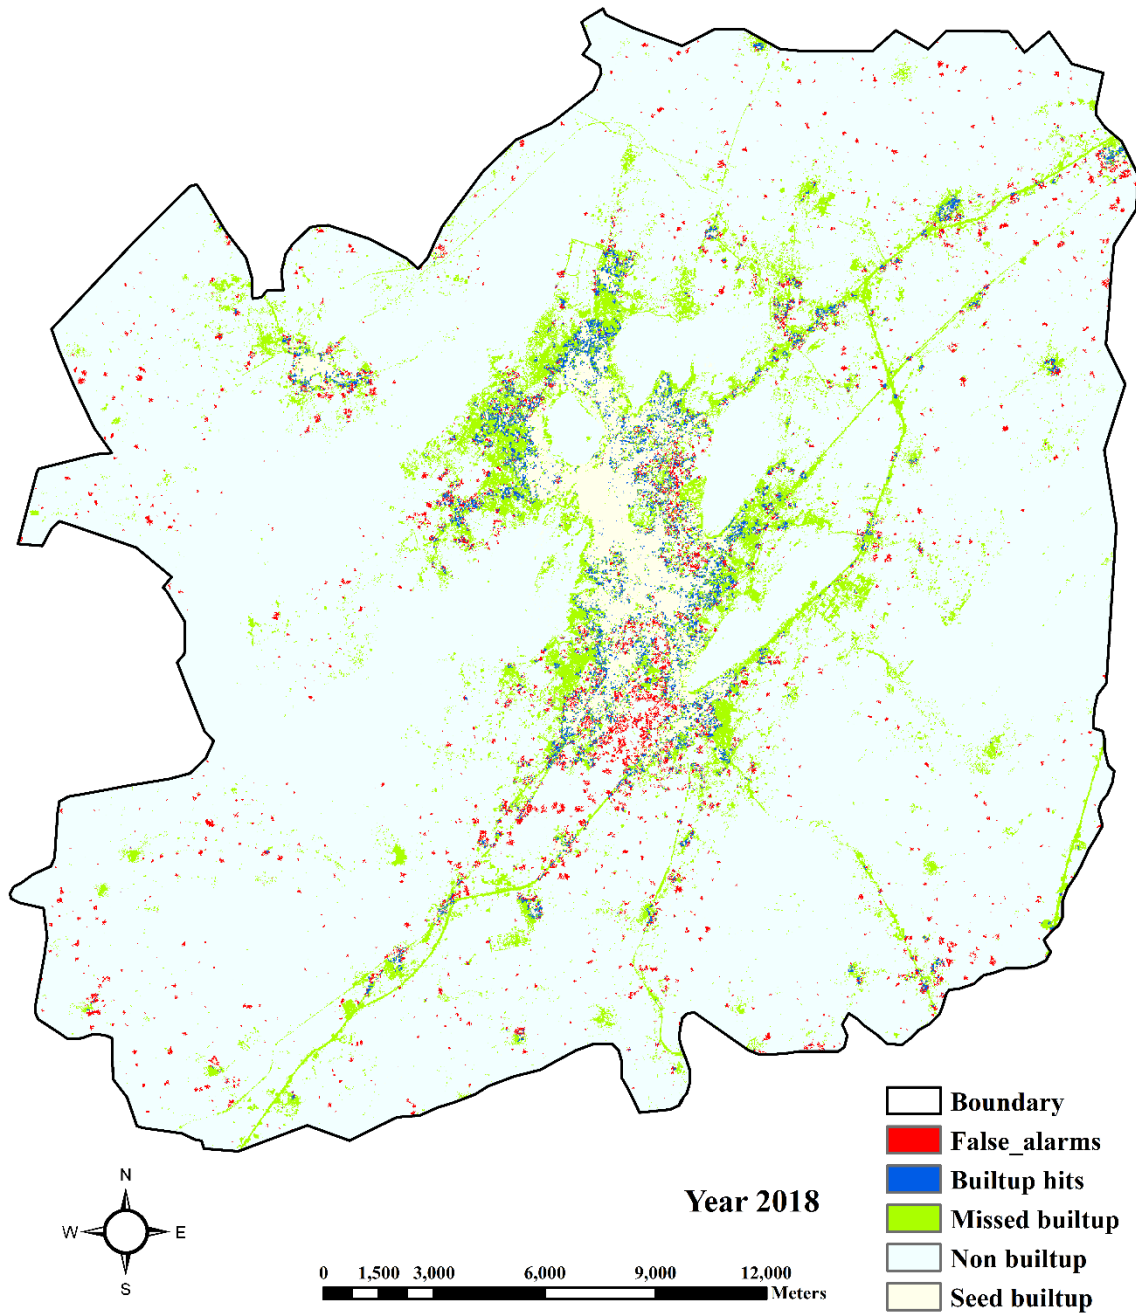 Boundary
False_alarms
Builtup hits
Missed builtup
Non builtup
Seed builtup
Year 2018
N
W E
S
0 1,500 3,000 6,000 9,000 12,000
Meters